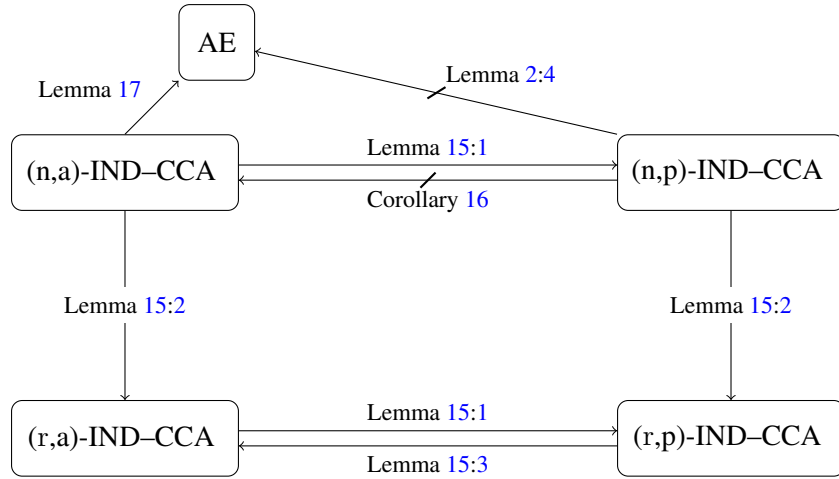 AE
Lemma 2:4
Lemma 17
(n,a)-IND–CCA
Lemma 15:1
(n,p)-IND–CCA
Corollary 16
Lemma 15:2
Lemma 15:2
(r,a)-IND–CCA
Lemma 15:1
(r,p)-IND–CCA
Lemma 15:3